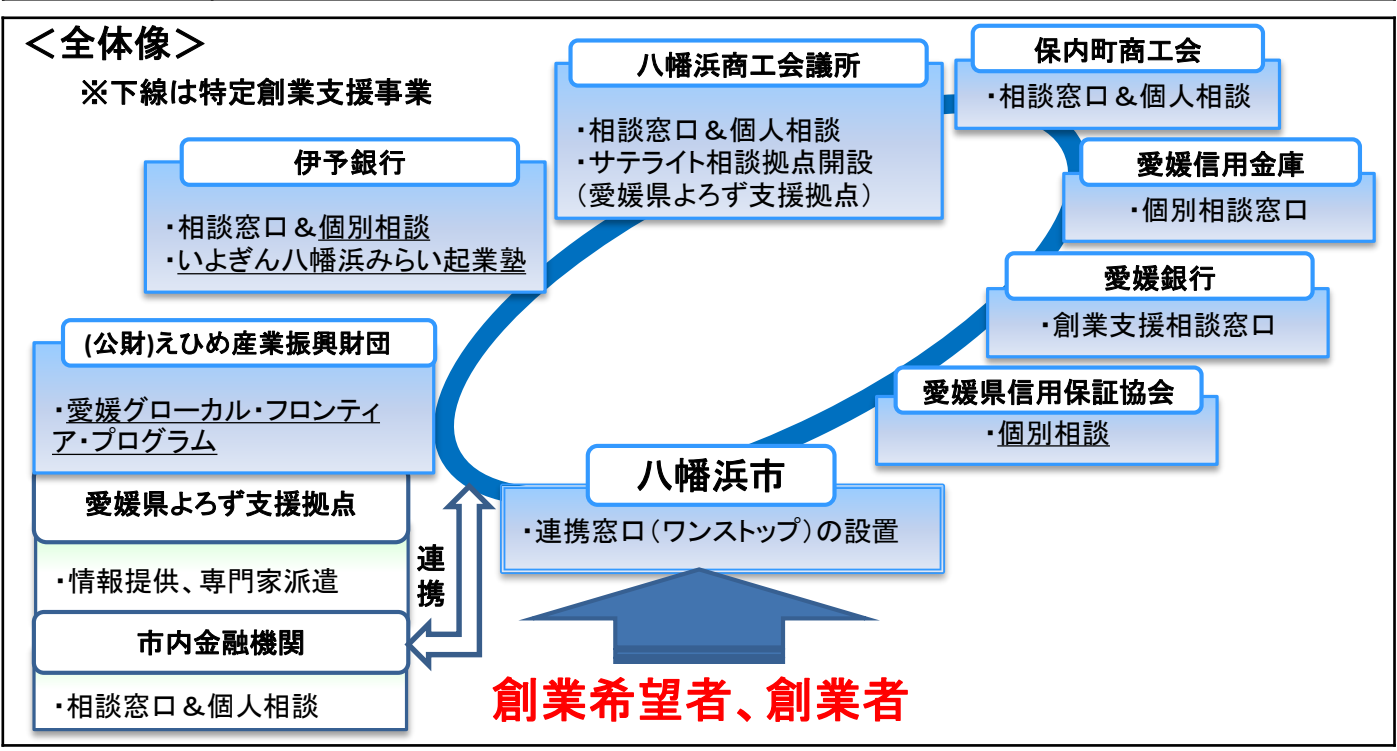 ＜全体像＞
※下線は特定創業支援事業
八幡浜商工会議所
・相談窓口＆個人相談
・サテライト相談拠点開設
（愛媛県よろず支援拠点）
保内町商工会
・相談窓口＆個人相談
伊予銀行
・相談窓口＆個別相談
・いよぎん八幡浜みらい起業塾
愛媛信用金庫
・個別相談窓口
愛媛銀行
・創業支援相談窓口
(公財)えひめ産業振興財団
・愛媛グローカル・フロンティ
ア・プログラム
愛媛県信用保証協会
・個別相談
八幡浜市
・連携窓口（ワンストップ）の設置
愛媛県よろず支援拠点
・情報提供、専門家派遣
連携
市内金融機関
・相談窓口＆個人相談
創業希望者、創業者